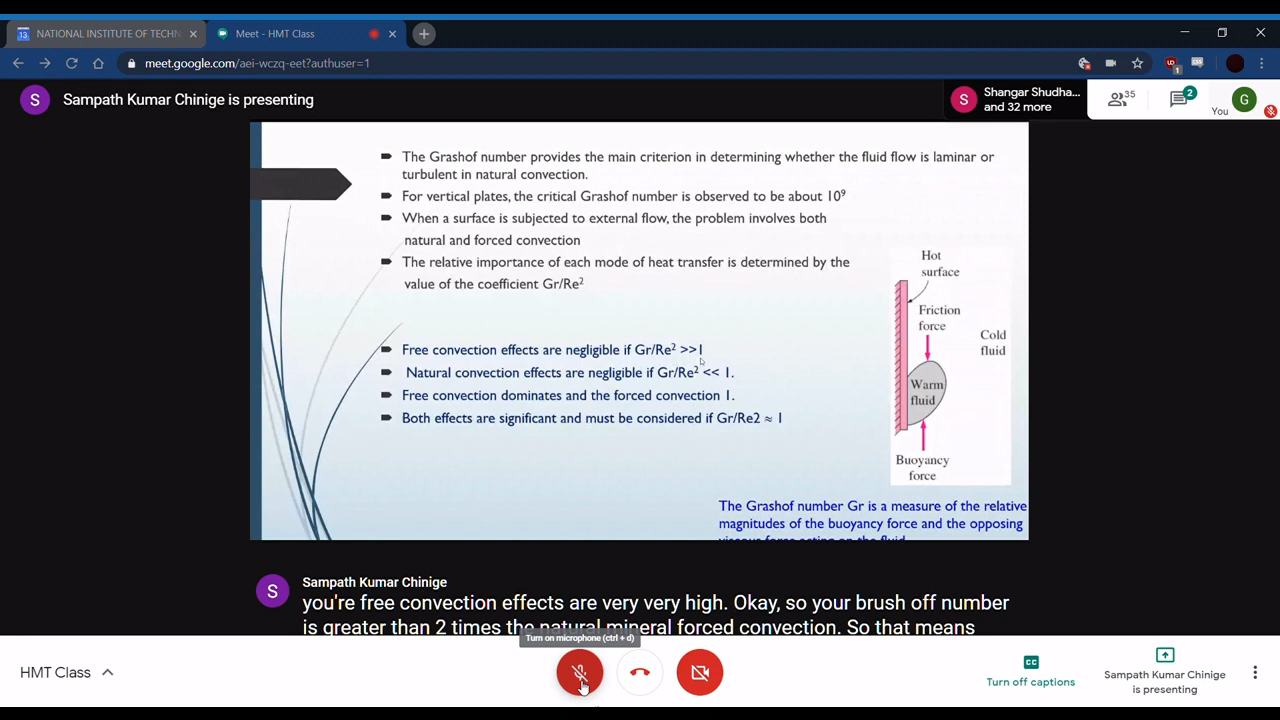 NATIONAL INSTITUTE OF TECHN
Meet - HMT Class
meet.google.com/aei-wczq-eet?authuser=1
S Sampath Kumar Chinige is presenting
S Shangar Shudha...
and 32 more
35
2
You G
The Grashof number provides the main criterion in determining whether the fluid flow is laminar or
turbulent in natural convection.
For vertical plates, the critical Grashof number is observed to be about 10⁹
When a surface is subjected to external flow, the problem involves both
natural and forced convection
The relative importance of each mode of heat transfer is determined by the
value of the coefficient Gr/Re²
Free convection effects are negligible if Gr/Re² >>1
Natural convection effects are negligible if Gr/Re² << 1.
Free convection dominates and the forced convection 1.
Both effects are significant and must be considered if Gr/Re2 ≈ 1
Hot
surface
Friction
force
Cold
fluid
Warm
fluid
Buoyancy
force
The Grashof number Gr is a measure of the relative
magnitudes of the buoyancy force and the opposing
viscous force acting on the fluid
S Sampath Kumar Chinige
you're free convection effects are very very high. Okay, so your brush off number
is greater than 2 times the natural mineral forced convection. So that means
Turn on microphone (ctrl + d)
HMT Class
CC
Turn off captions
Sampath Kumar Chinige
is presenting